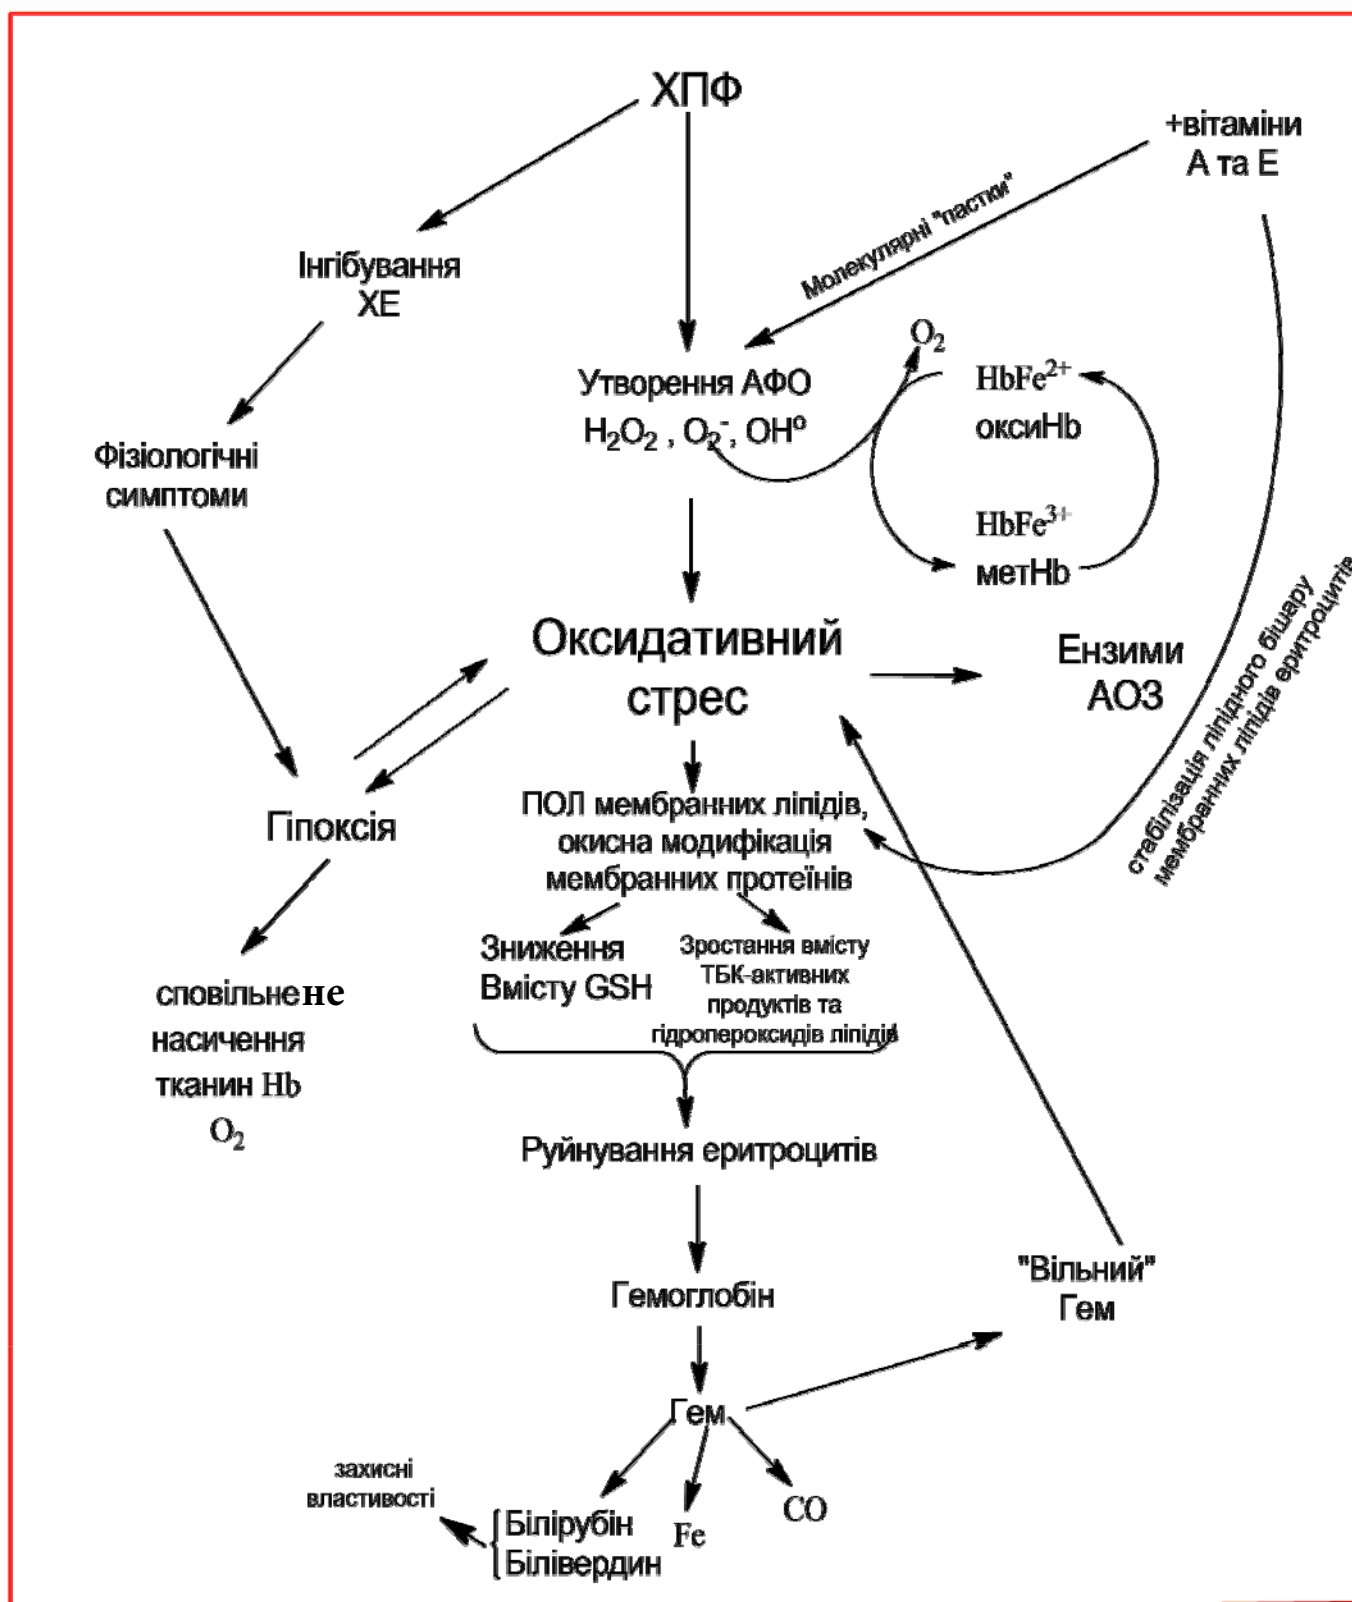 ХПФ
+вітаміни
А та Е
Молекулярні "пастки"
Інгібування
ХЕ
O₂
Утворення АФО
H₂O₂ , O₂⁻, OHº
HbFe²⁺
оксиHb
Фізіологічні
симптоми
HbFe³⁺
метHb
Оксидативний
стрес
Ензими
АОЗ
стабілізація ліпідного бішару
мембранних ліпідів еритроцитів
Гіпоксія
ПОЛ мембранних ліпідів,
окисна модифікація
мембранних протеїнів
Зниження
Вмісту GSH
Зростання вмісту
ТБК-активних
продуктів та
гідропероксидів ліпідів
сповільнене
насичення
тканин Hb
O₂
Руйнування еритроцитів
Гемоглобін
"Вільний"
Гем
Гем
захисні
властивості
Білірубін
Білівердин
Fe
CO